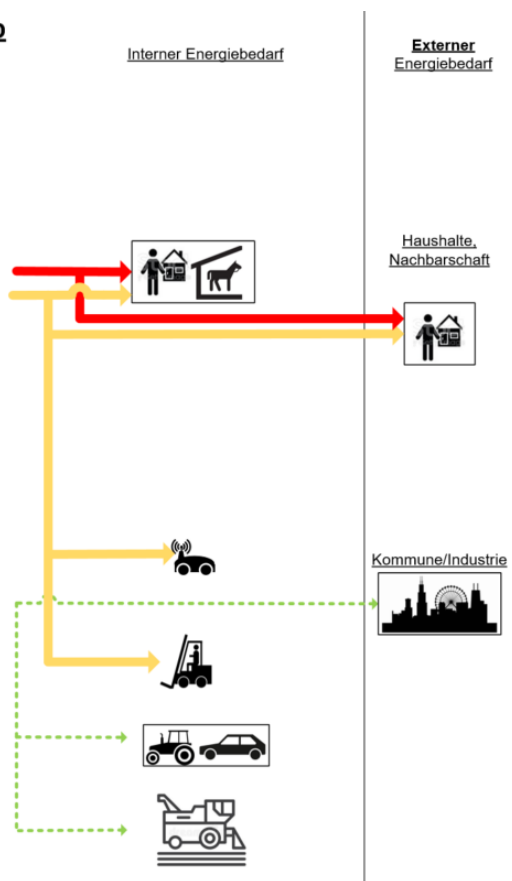 b
Interner Energiebedarf
Externer
Energiebedarf
Haushalte,
Nachbarschaft
Kommune/Industrie